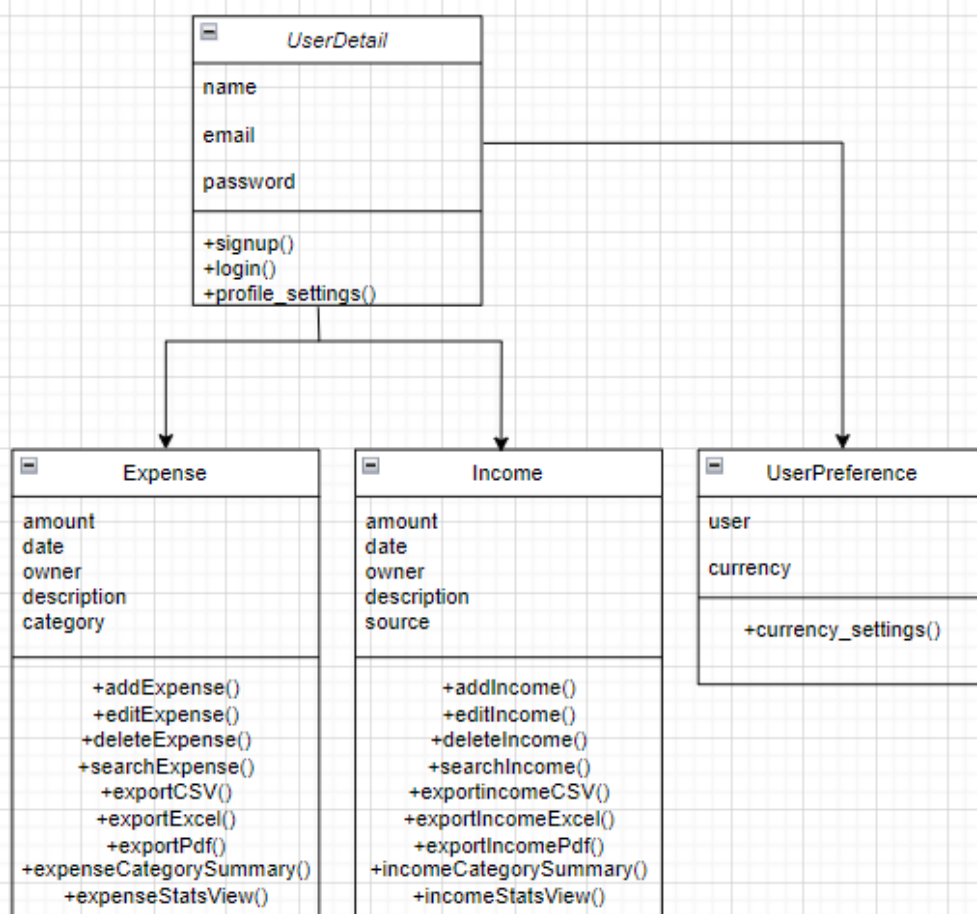 UserDetail
name
email
password
+signup()
+login()
+profile_settings()
Expense
amount
date
owner
description
category
+addExpense()
+editExpense()
+deleteExpense()
+searchExpense()
+exportCSV()
+exportExcel()
+exportPdf()
+expenseCategorySummary()
+expenseStatsView()
Income
amount
date
owner
description
source
+addIncome()
+editIncome()
+deleteIncome()
+searchIncome()
+exportincomeCSV()
+exportIncomeExcel()
+exportIncomePdf()
+incomeCategorySummary()
+incomeStatsView()
UserPreference
user
currency
+currency_settings()